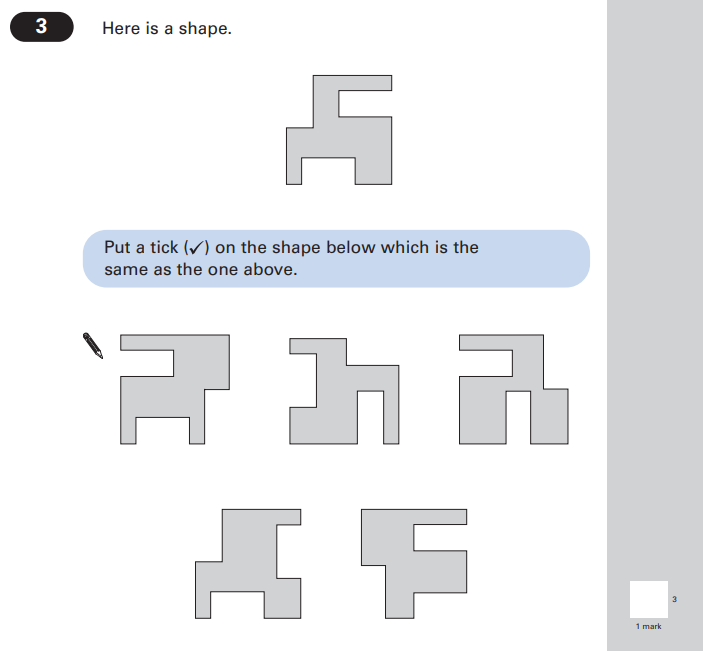 3
Here is a shape.
Put a tick (✓) on the shape below which is the
same as the one above.
3
1 mark